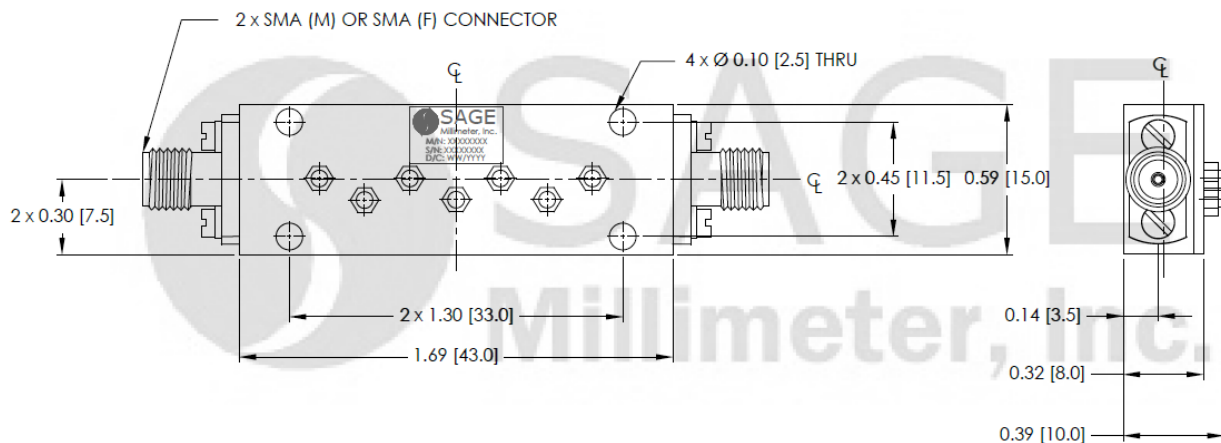 2 x SMA (M) OR SMA (F) CONNECTOR
4 x Ø 0.10 [2.5] THRU
SAGE
Millimeter, Inc.
M/N: XXXXXXXX
S/N: XXXXXXXX
D/C: WW/YYYY
2 x 0.30 [7.5]
2 x 0.45 [11.5]
0.59 [15.0]
2 x 1.30 [33.0]
1.69 [43.0]
0.14 [3.5]
0.32 [8.0]
0.39 [10.0]
℄
℄
℄
SAGE
Millimeter, Inc.